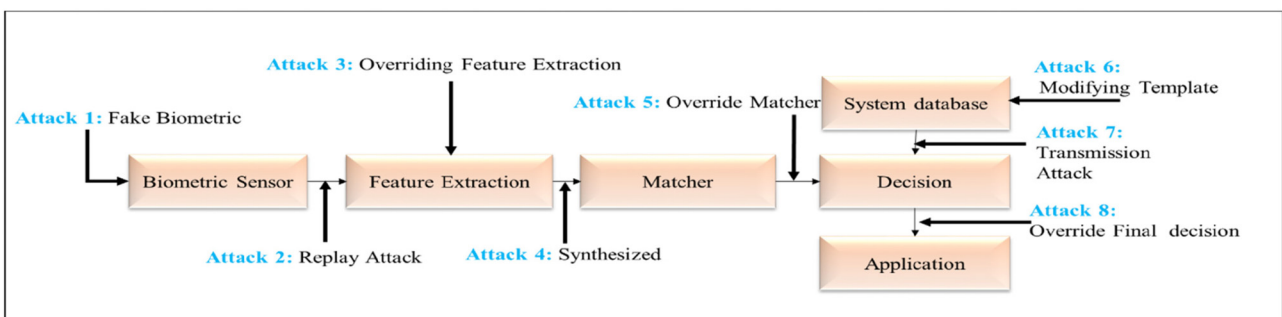 Attack 3: Overriding Feature Extraction
Attack 6:
Modifying Template
Attack 5: Override Matcher
System database
Attack 1: Fake Biometric
Attack 7:
Transmission
Attack
Biometric Sensor
Feature Extraction
Matcher
Decision
Attack 8:
Override Final decision
Attack 2: Replay Attack
Attack 4: Synthesized
Application